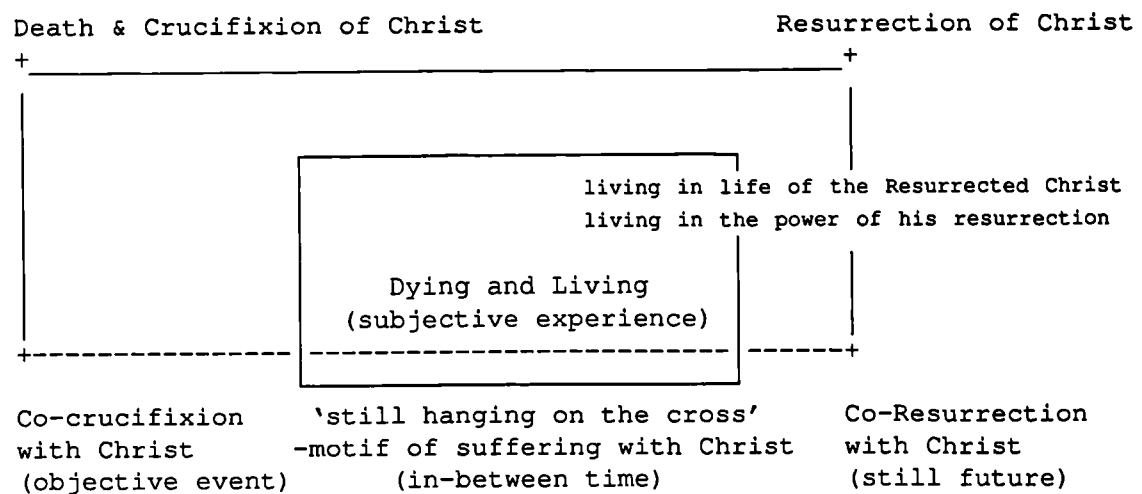 Death & Crucifixion of Christ Resurrection of Christ
living in life of the Resurrected Christ
living in the power of his resurrection
Dying and Living
(subjective experience)
Co-crucifixion 'still hanging on the cross' Co-Resurrection
with Christ -motif of suffering with Christ with Christ
(objective event) (in-between time) (still future)